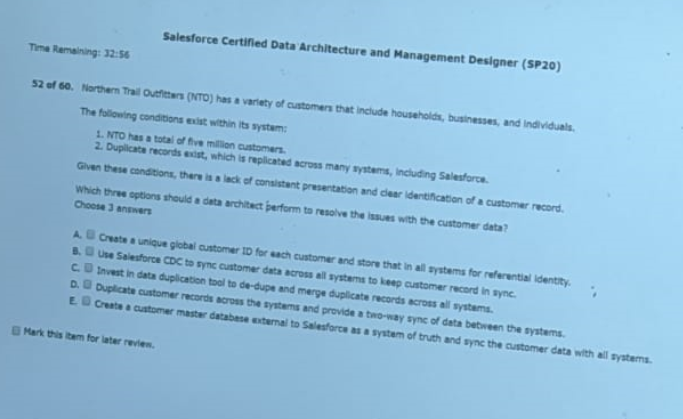 Salesforce Certified Data Architecture and Management Designer (SP20)
Time Remaining: 32:56
52 of 60. Northern Trail Outfitters (NTO) has a variety of customers that include households, businesses, and individuals.
The following conditions exist within its system:
1. NTO has a total of five million customers.
2. Duplicate records exist, which is replicated across many systems, including Salesforce.
Given these conditions, there is a lack of consistent presentation and clear identification of a customer record.
Which three options should a data architect perform to resolve the issues with the customer data?
Choose 3 answers
A. Create a unique global customer ID for each customer and store that in all systems for referential identity.
B. Use Salesforce CDC to sync customer data across all systems to keep customer record in sync.
C. Invest in data duplication tool to de-dupe and merge duplicate records across all systems.
D. Duplicate customer records across the systems and provide a two-way sync of data between the systems.
E. Create a customer master database external to Salesforce as a system of truth and sync the customer data with all systems.
Mark this item for later review.